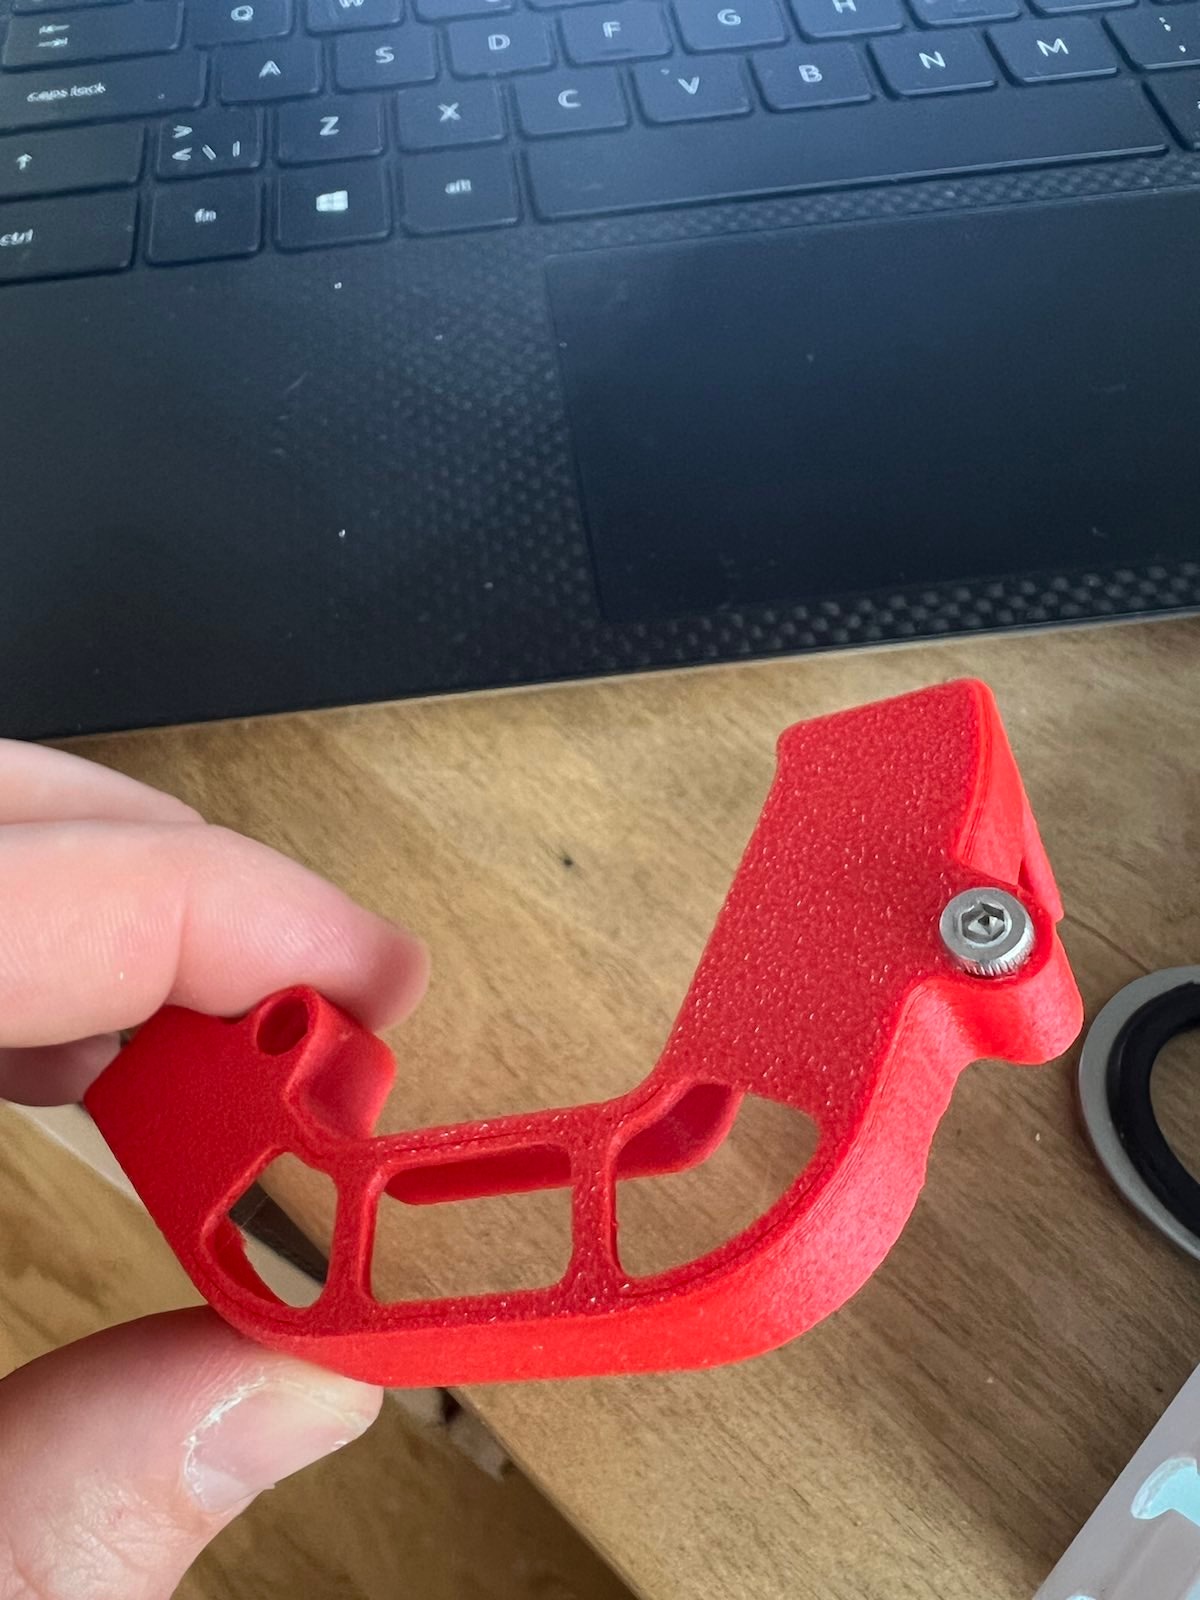 Q W
A S D F G H
caps lock
Z X C V B N M ; ,
↑ > < \ |
ctrl fn alt